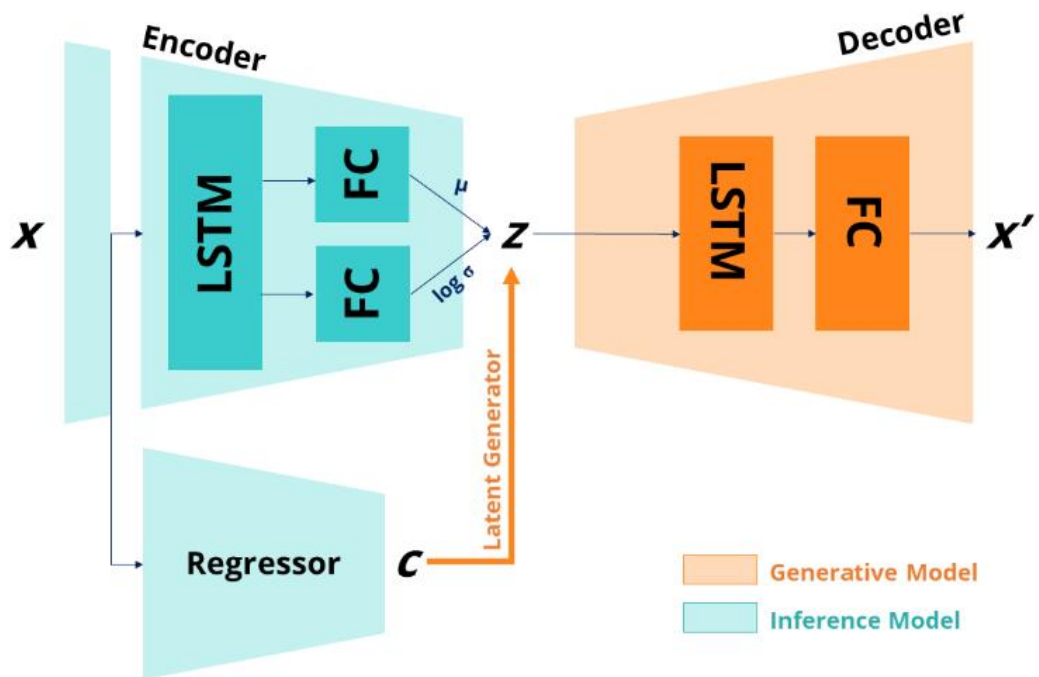 Encoder
Decoder
X
LSTM
FC
FC
μ
log σ
Z
LSTM
FC
X'
Latent Generator
Regressor
C
Generative Model
Inference Model